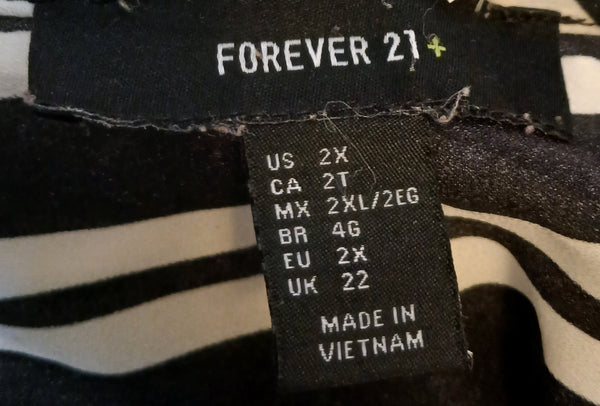 FOREVER 21+
US 2X
CA 2T
MX 2XL/2EG
BR 4G
EU 2X
UK 22
MADE IN
VIETNAM